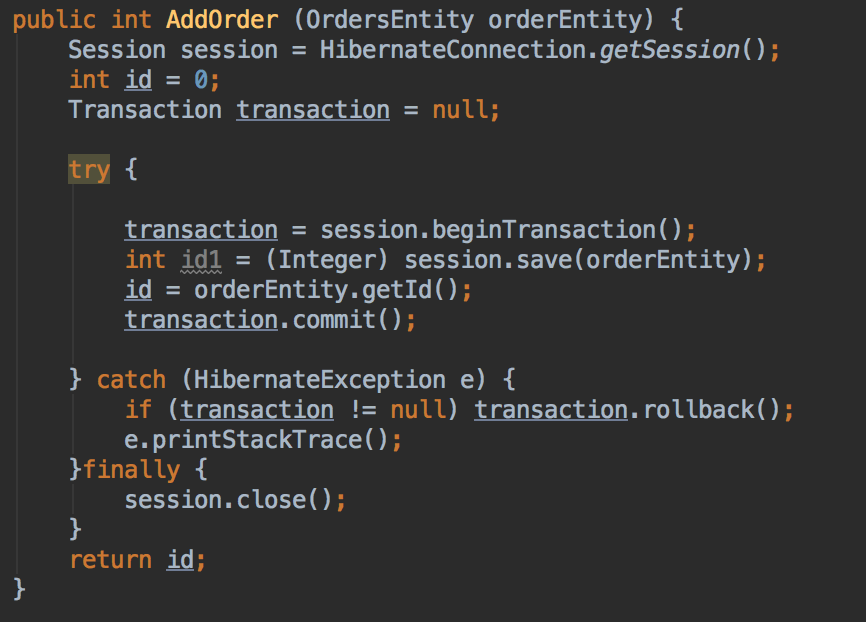 public int AddOrder (OrdersEntity orderEntity) {
    Session session = HibernateConnection.getSession();
    int id = 0;
    Transaction transaction = null;
    try {
        transaction = session.beginTransaction();
        int id1 = (Integer) session.save(orderEntity);
        id = orderEntity.getId();
        transaction.commit();
    } catch (HibernateException e) {
        if (transaction != null) transaction.rollback();
        e.printStackTrace();
    }finally {
        session.close();
    }
    return id;
}